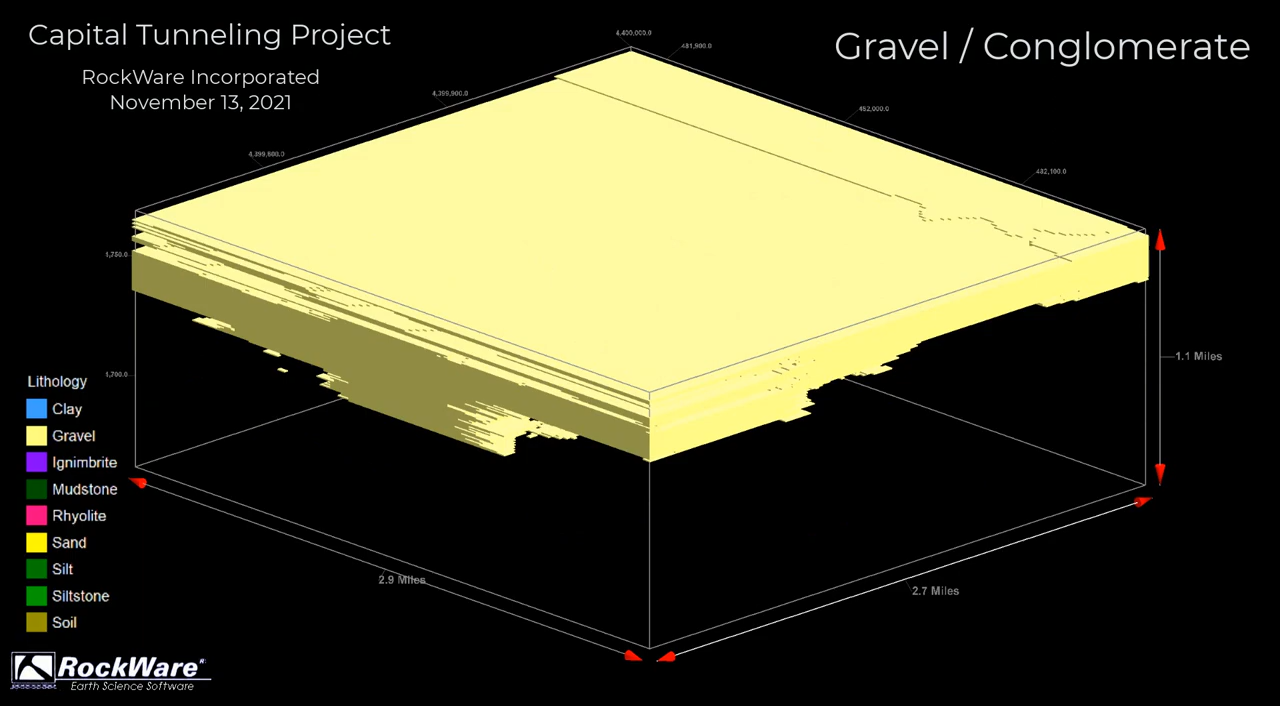 Capital Tunneling Project
RockWare Incorporated
November 13, 2021
Gravel / Conglomerate
4,400,000.0
481,900.0
4,399,900.0
482,000.0
4,399,800.0
482,100.0
1,750.0
1,700.0
1.1 Miles
2.9 Miles
2.7 Miles
Lithology
Clay
Gravel
Ignimbrite
Mudstone
Rhyolite
Sand
Silt
Siltstone
Soil
RockWare®
Earth Science Software